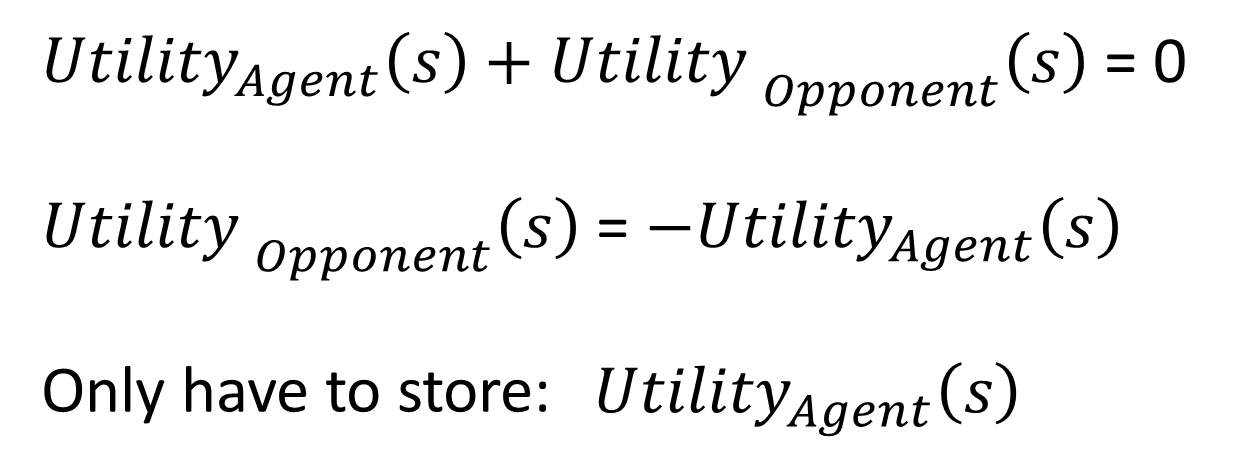 Utility_Agent(s) + Utility_Opponent(s) = 0
Utility_Opponent(s) = −Utility_Agent(s)
Only have to store: Utility_Agent(s)